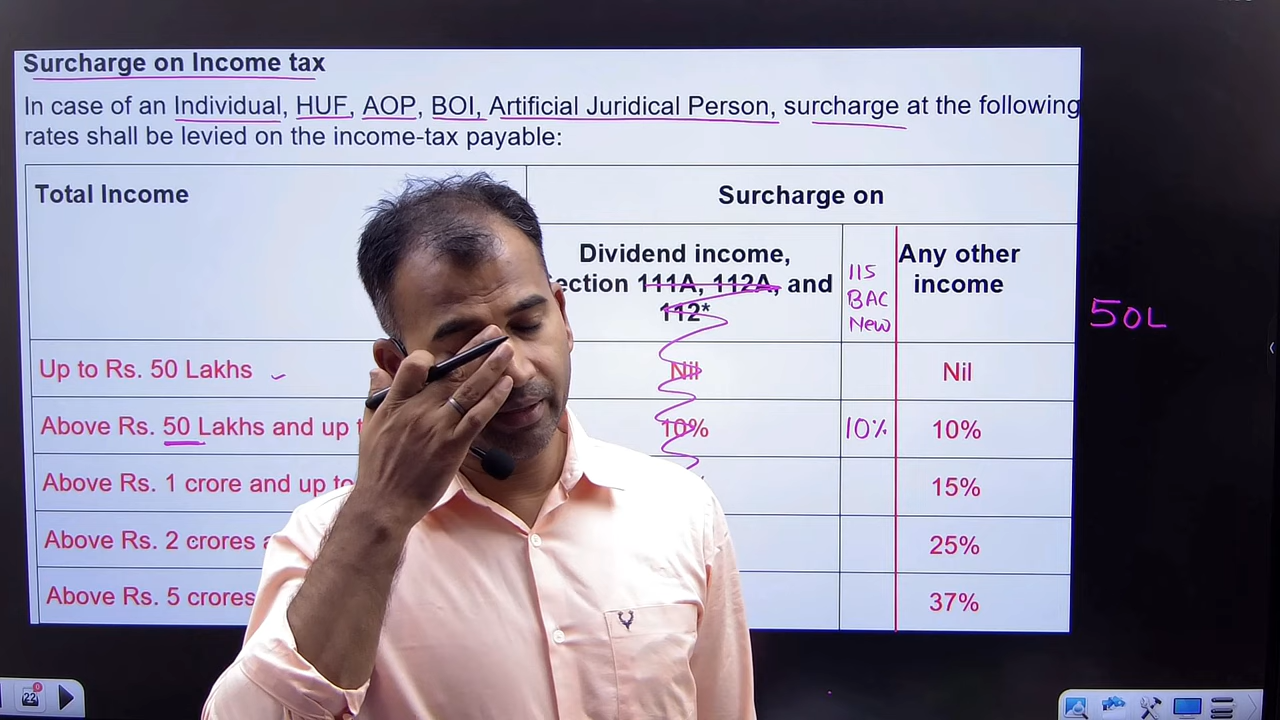 Surcharge on Income tax
In case of an Individual, HUF, AOP, BOI, Artificial Juridical Person, surcharge at the following
rates shall be levied on the income-tax payable:
Total Income
Surcharge on
Dividend income,
111A, 112A, and
112*
115
BAC
New
Any other
income
50L
Up to Rs. 50 Lakhs
Nil
Nil
Above Rs. 50 Lakhs and up
10%
10%
10%
Above Rs. 1 crore and up to
15%
Above Rs. 2 crores
25%
Above Rs. 5 crores
37%
22